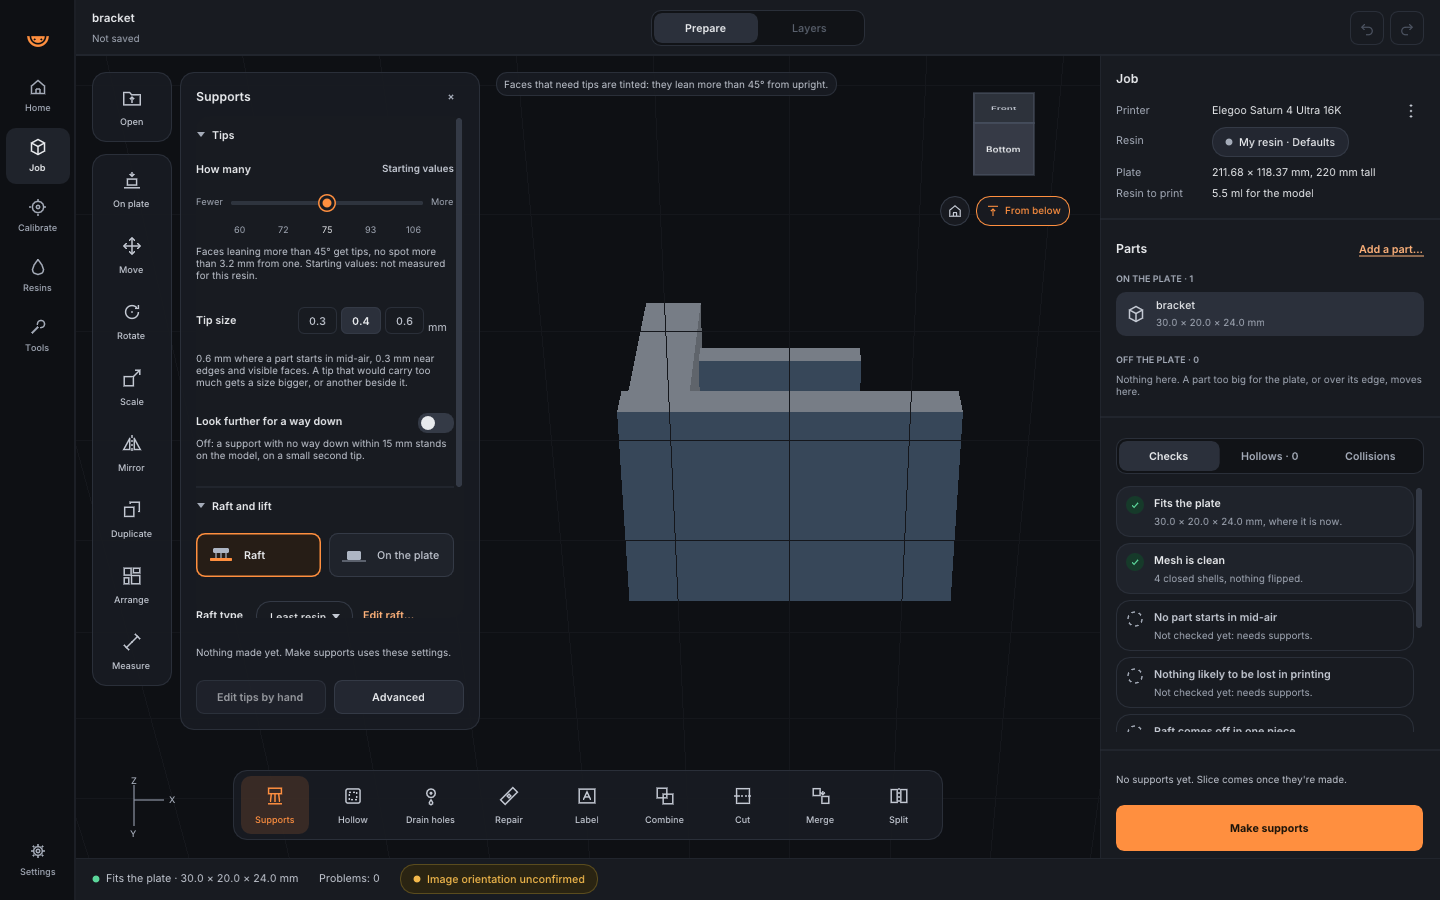 bracket
Not saved
Prepare
Layers
Home
Job
Calibrate
Resins
Tools
Settings
Open
On plate
Move
Rotate
Scale
Mirror
Duplicate
Arrange
Measure
Supports
×
Tips
How many
Starting values
Fewer
More
60 72 75 93 106
Faces leaning more than 45° get tips, no spot more
than 3.2 mm from one. Starting values: not measured
for this resin.
Tip size
0.3 0.4 0.6 mm
0.6 mm where a part starts in mid-air, 0.3 mm near
edges and visible faces. A tip that would carry too
much gets a size bigger, or another beside it.
Look further for a way down
Off: a support with no way down within 15 mm stands
on the model, on a small second tip.
Raft and lift
Raft
On the plate
Raft type
Least resin
Edit raft...
Nothing made yet. Make supports uses these settings.
Edit tips by hand
Advanced
Faces that need tips are tinted: they lean more than 45° from upright.
Front
Bottom
From below
Z
X
Y
Supports
Hollow
Drain holes
Repair
Label
Combine
Cut
Merge
Split
Job
Printer Elegoo Saturn 4 Ultra 16K
Resin My resin · Defaults
Plate 211.68 × 118.37 mm, 220 mm tall
Resin to print 5.5 ml for the model
Parts
Add a part...
ON THE PLATE · 1
bracket
30.0 × 20.0 × 24.0 mm
OFF THE PLATE · 0
Nothing here. A part too big for the plate, or over its edge, moves
here.
Checks
Hollows · 0
Collisions
Fits the plate
30.0 × 20.0 × 24.0 mm, where it is now.
Mesh is clean
4 closed shells, nothing flipped.
No part starts in mid-air
Not checked yet: needs supports.
Nothing likely to be lost in printing
Not checked yet: needs supports.
Raft comes off in one piece
No supports yet. Slice comes once they're made.
Make supports
Fits the plate · 30.0 × 20.0 × 24.0 mm
Problems: 0
Image orientation unconfirmed